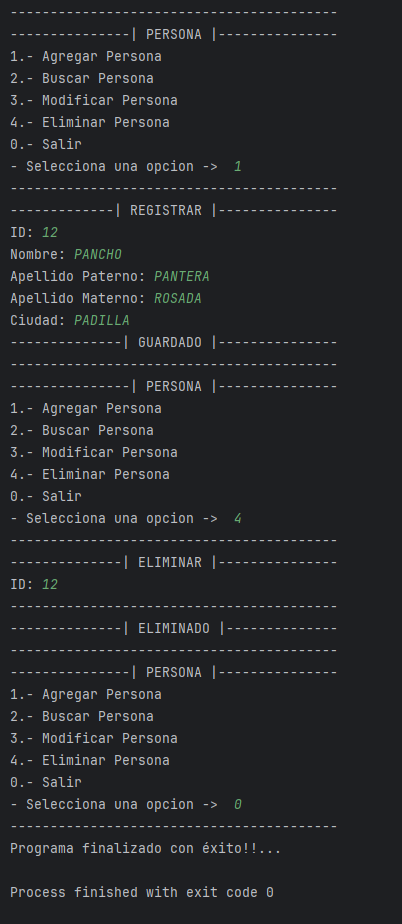 -----------------------------------------
---------------| PERSONA |---------------
1.- Agregar Persona
2.- Buscar Persona
3.- Modificar Persona
4.- Eliminar Persona
0.- Salir
- Selecciona una opcion ->  1
-----------------------------------------
-------------| REGISTRAR |---------------
ID: 12
Nombre: PANCHO
Apellido Paterno: PANTERA
Apellido Materno: ROSADA
Ciudad: PADILLA
--------------| GUARDADO |---------------
-----------------------------------------
---------------| PERSONA |---------------
1.- Agregar Persona
2.- Buscar Persona
3.- Modificar Persona
4.- Eliminar Persona
0.- Salir
- Selecciona una opcion ->  4
-----------------------------------------
--------------| ELIMINAR |---------------
ID: 12
-----------------------------------------
--------------| ELIMINADO |--------------
-----------------------------------------
---------------| PERSONA |---------------
1.- Agregar Persona
2.- Buscar Persona
3.- Modificar Persona
4.- Eliminar Persona
0.- Salir
- Selecciona una opcion ->  0
-----------------------------------------
Programa finalizado con éxito!!...
Process finished with exit code 0